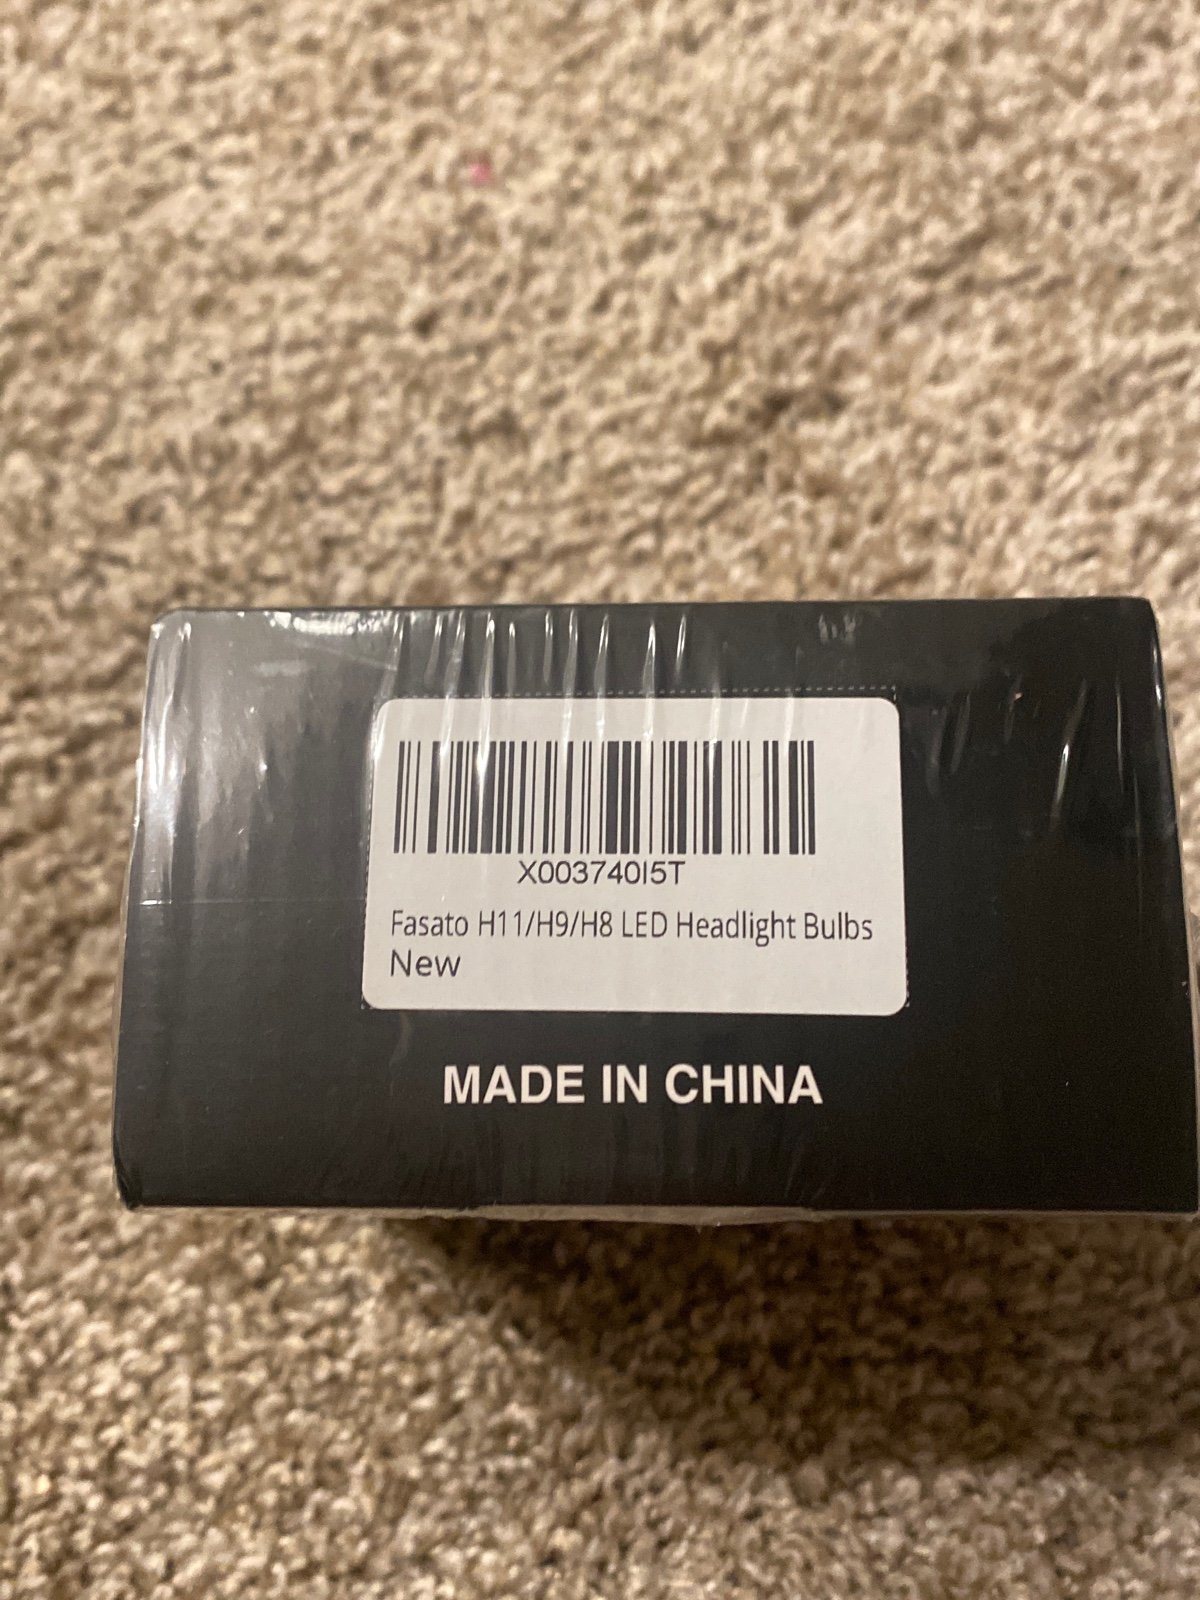 X003740I5T
Fasato H11/H9/H8 LED Headlight Bulbs
New
MADE IN CHINA